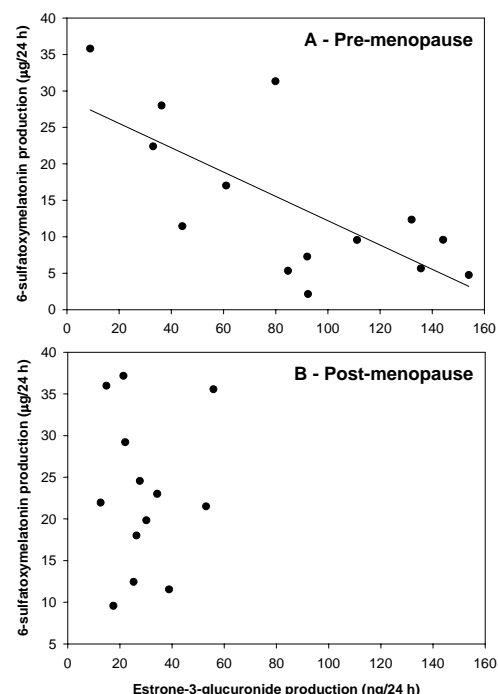 A - Pre-menopause
6-sulfatoxymelatonin production (µg/24 h)
40
35
30
25
20
15
10
5
0
0 20 40 60 80 100 120 140 160
B - Post-menopause
6-sulfatoxymelatonin production (µg/24 h)
40
35
30
25
20
15
10
5
0 20 40 60 80 100 120 140 160
Estrone-3-glucuronide production (ng/24 h)